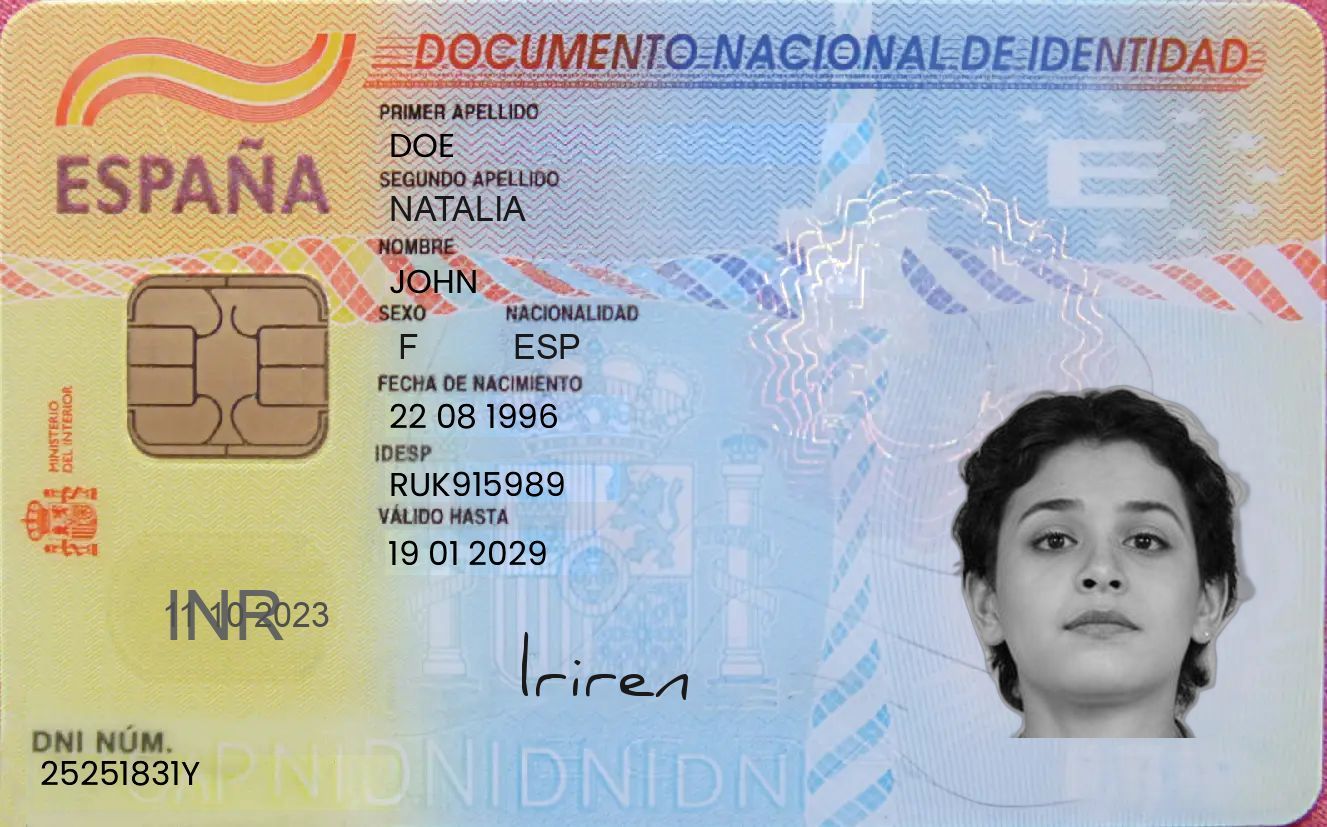 DOCUMENTO NACIONAL DE IDENTIDAD
ESPAÑA
PRIMER APELLIDO
DOE
SEGUNDO APELLIDO
NATALIA
NOMBRE
JOHN
SEXO NACIONALIDAD
F ESP
FECHA DE NACIMIENTO
22 08 1996
IDESP
RUK915989
VÁLIDO HASTA
19 01 2029
MINISTERIO
DEL INTERIOR
E
INR
11 10 2023
Iriren
DNI NÚM.
25251831Y
DNIDNIDNIDN